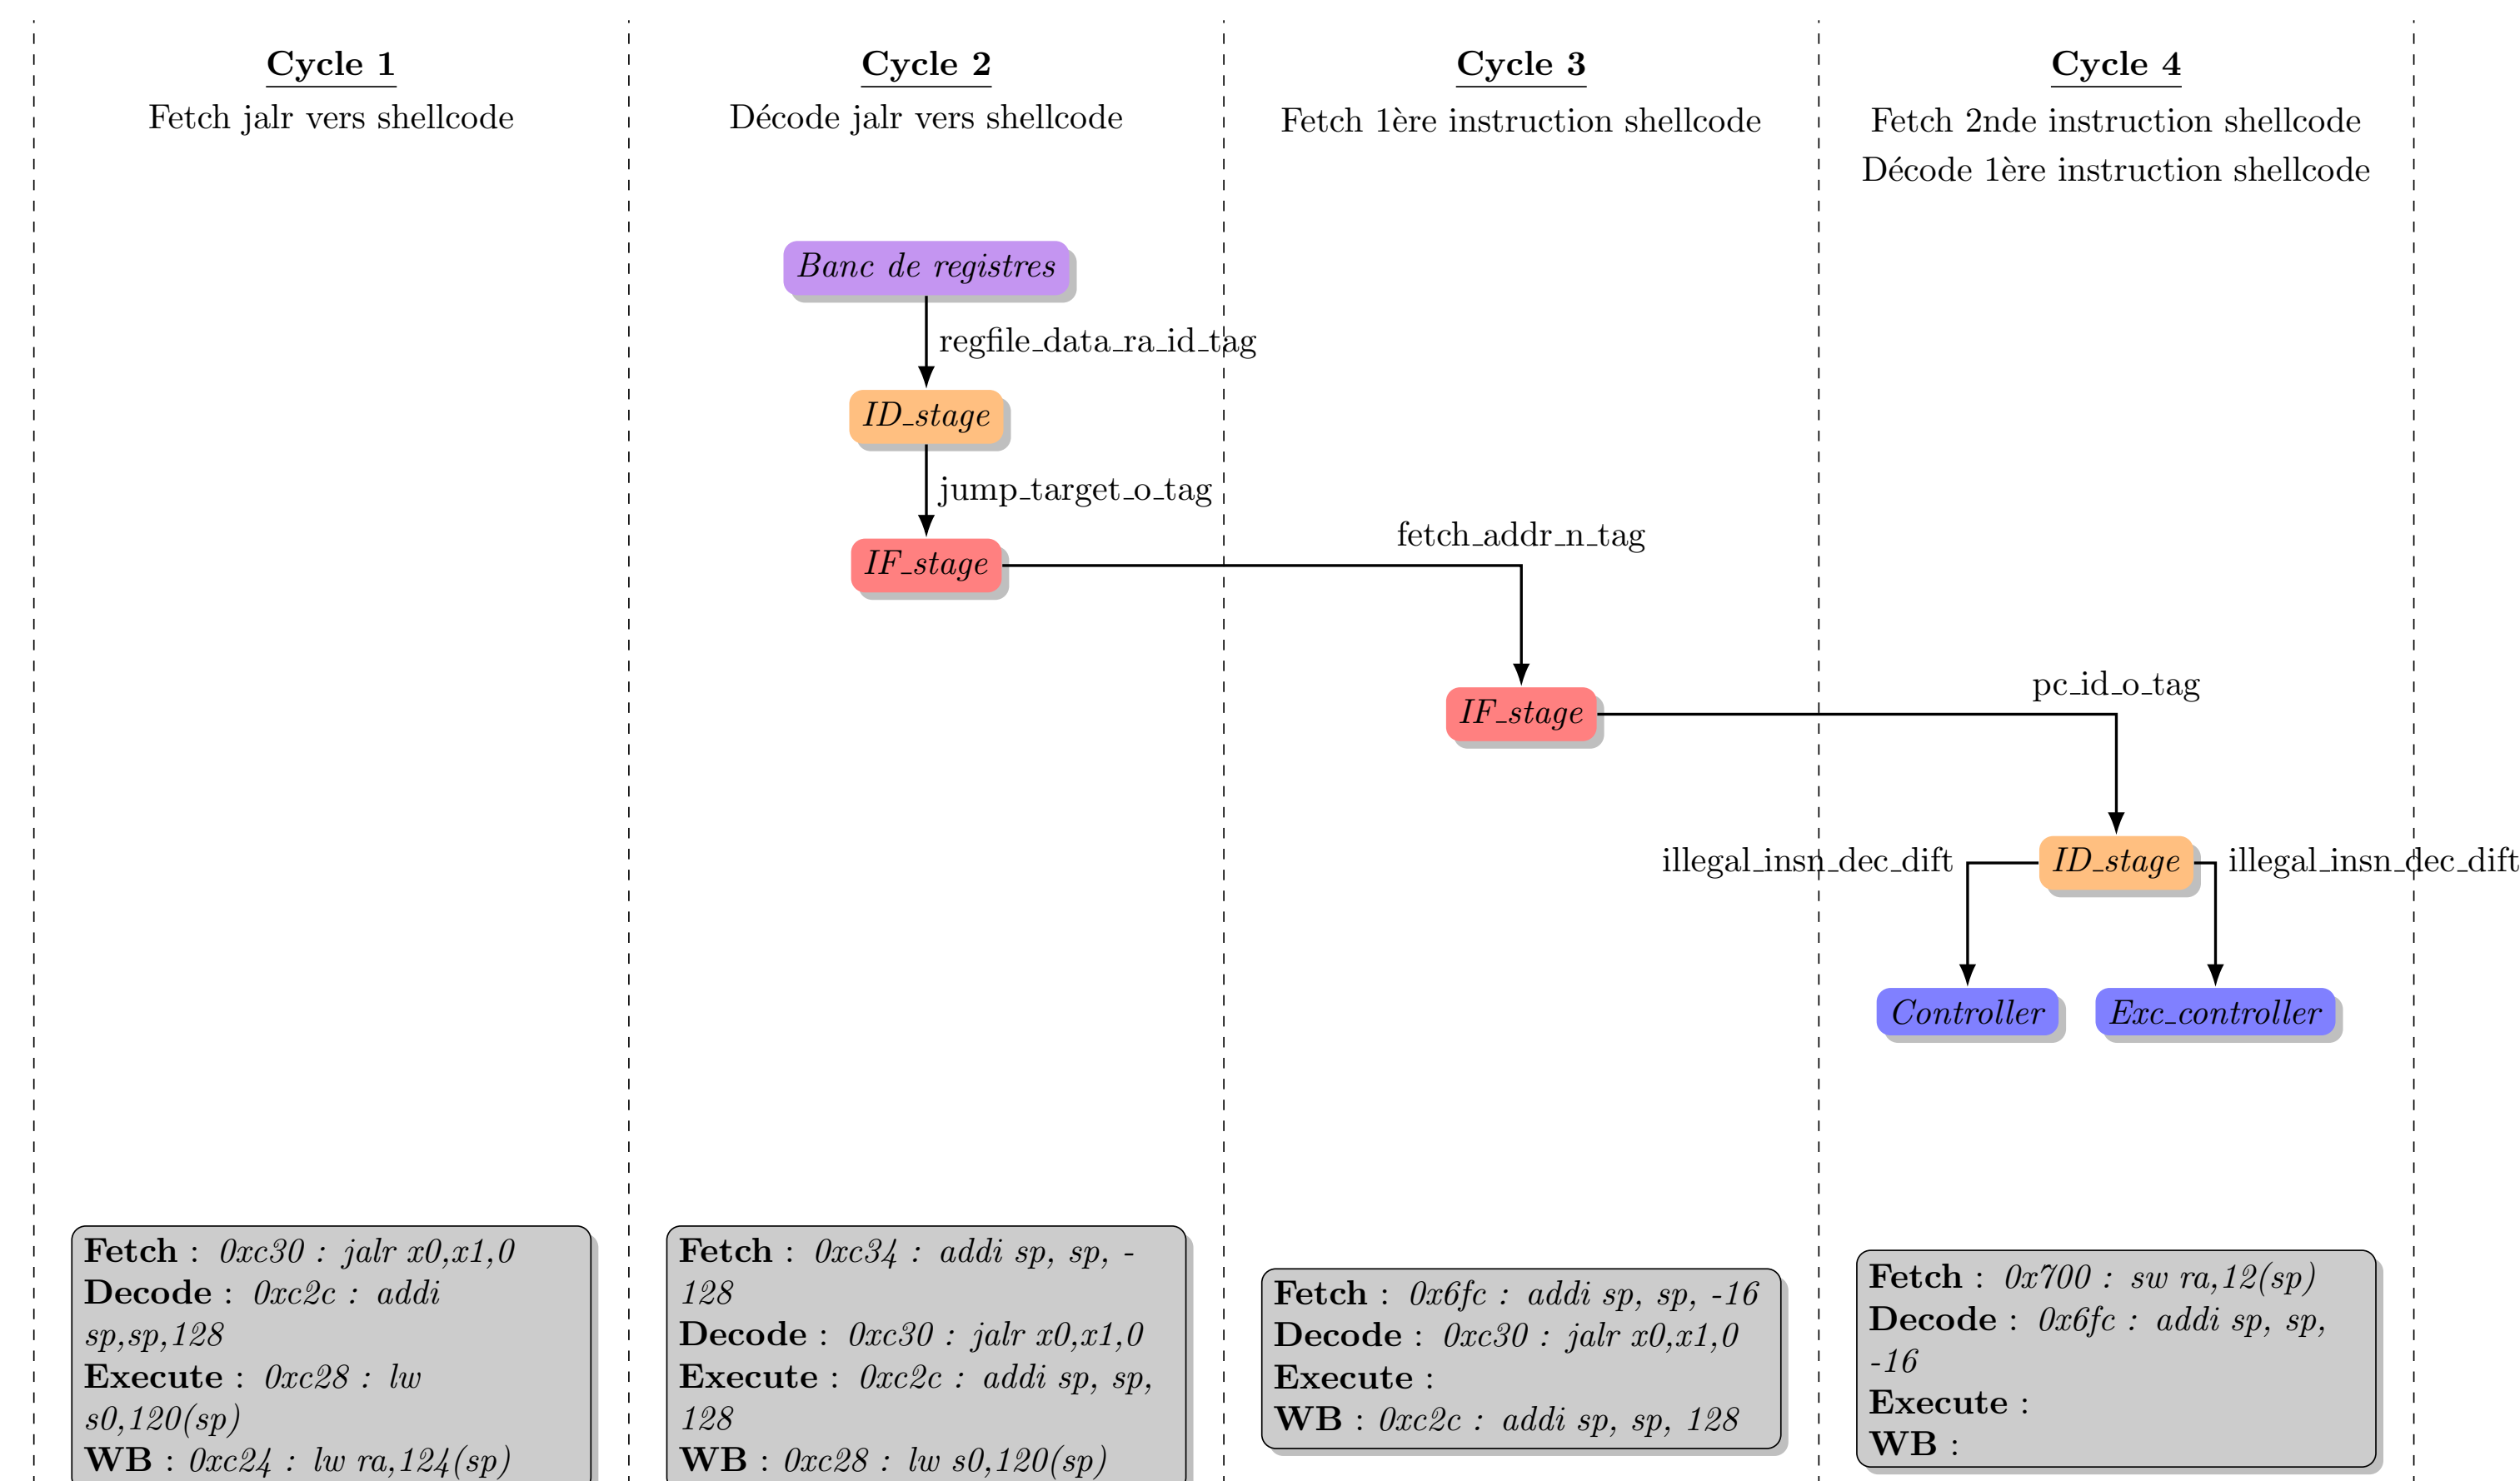 Cycle 1
Fetch jalr vers shellcode
Cycle 2
Décode jalr vers shellcode
Cycle 3
Fetch 1ère instruction shellcode
Cycle 4
Fetch 2nde instruction shellcode
Décode 1ère instruction shellcode
Banc de registres
regfile_data_ra_id_tag
ID_stage
jump_target_o_tag
IF_stage
fetch_addr_n_tag
IF_stage
pc_id_o_tag
illegal_insn_dec_dift
ID_stage
illegal_insn_dec_dift
Controller
Exc_controller
Fetch : 0xc30 : jalr x0,x1,0
Decode : 0xc2c : addi
sp,sp,128
Execute : 0xc28 : lw
s0,120(sp)
WB : 0xc24 : lw ra,124(sp)
Fetch : 0xc34 : addi sp, sp, -
128
Decode : 0xc30 : jalr x0,x1,0
Execute : 0xc2c : addi sp, sp,
128
WB : 0xc28 : lw s0,120(sp)
Fetch : 0x6fc : addi sp, sp, -16
Decode : 0xc30 : jalr x0,x1,0
Execute :
WB : 0xc2c : addi sp, sp, 128
Fetch : 0x700 : sw ra,12(sp)
Decode : 0x6fc : addi sp, sp,
-16
Execute :
WB :